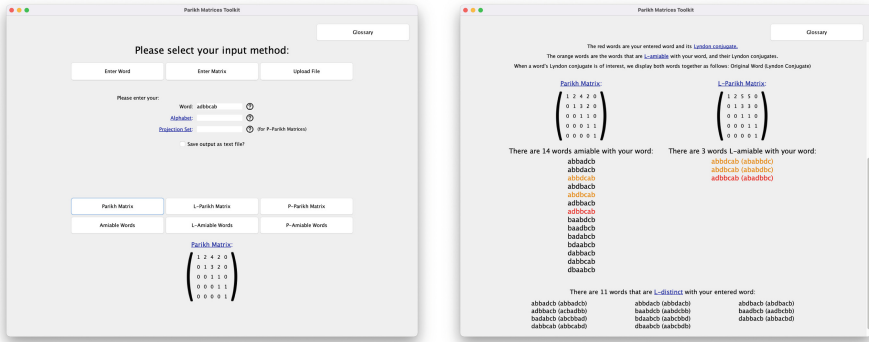 Parikh Matrices Toolkit
Glossary
Please select your input method:
Enter Word
Enter Matrix
Upload File
Please enter your:
Word: adbbcab ?
Alphabet: ?
Projection Set: ? (for P-Parikh Matrices)
Save output as text file?
Parikh Matrix
L-Parikh Matrix
P-Parikh Matrix
Amiable Words
L-Amiable Words
P-Amiable Words
Parikh Matrix:
1 2 4 2 0
0 1 3 2 0
0 0 1 1 0
0 0 0 1 1
0 0 0 0 1
Parikh Matrices Toolkit
Glossary
The red words are your entered word and its Lyndon conjugate.
The orange words are the words that are L-amiable with your word, and their Lyndon conjugates.
When a word's Lyndon conjugate is of interest, we display both words together as follows: Original Word (Lyndon Conjugate)
Parikh Matrix:
1 2 4 2 0
0 1 3 2 0
0 0 1 1 0
0 0 0 1 1
0 0 0 0 1
There are 14 words amiable with your word:
abbadcb
abbdacb
abbdcab
abdbacb
abdbcab
adbbacb
adbbcab
baabdcb
baadbcb
badabcb
bdaabcb
dabbacb
dabbcab
dbaabcb
L-Parikh Matrix:
1 2 5 5 0
0 1 3 3 0
0 0 1 1 0
0 0 0 1 1
0 0 0 0 1
There are 3 words L-amiable with your word:
abbdcab (ababbdc)
abdbcab (ababdbc)
adbbcab (abadbbc)
There are 11 words that are L-distinct with your entered word:
abbadcb (abbadcb) abbdacb (abbdacb) abdbacb (abdbacb)
adbbacb (acbadbb) baabdcb (aabdcbb) baadbcb (aadbcbb)
badabcb (abcbbad) bdaabcb (aabcbbd) dabbacb (abbacbd)
dabbcab (abbcabd) dbaabcb (aabcbdb)